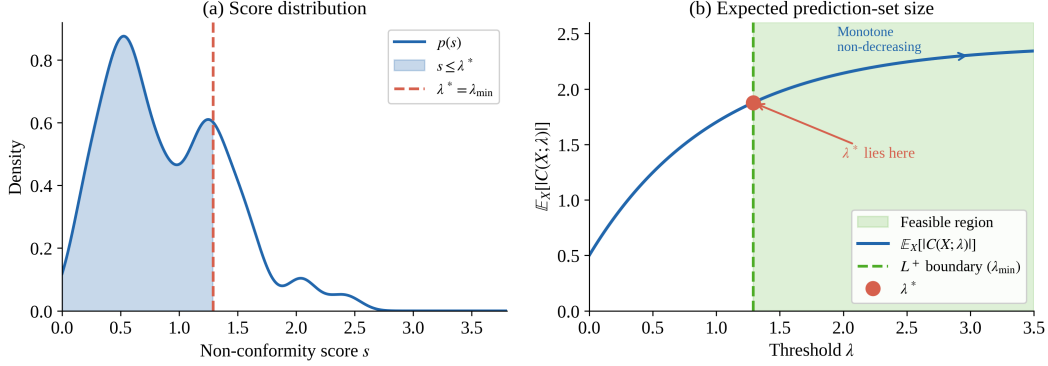 (a) Score distribution
0.8
0.6
0.4
0.2
0.0
Density
0.0 0.5 1.0 1.5 2.0 2.5 3.0 3.5
Non-conformity score s
p(s)
s ≤ λ*
λ* = λmin
(b) Expected prediction-set size
2.5
2.0
1.5
1.0
0.5
0.0
𝔼X[|C(X; λ)|]
0.0 0.5 1.0 1.5 2.0 2.5 3.0 3.5
Threshold λ
Monotone
non-decreasing
λ* lies here
Feasible region
𝔼X[|C(X; λ)|]
L+ boundary (λmin)
λ*